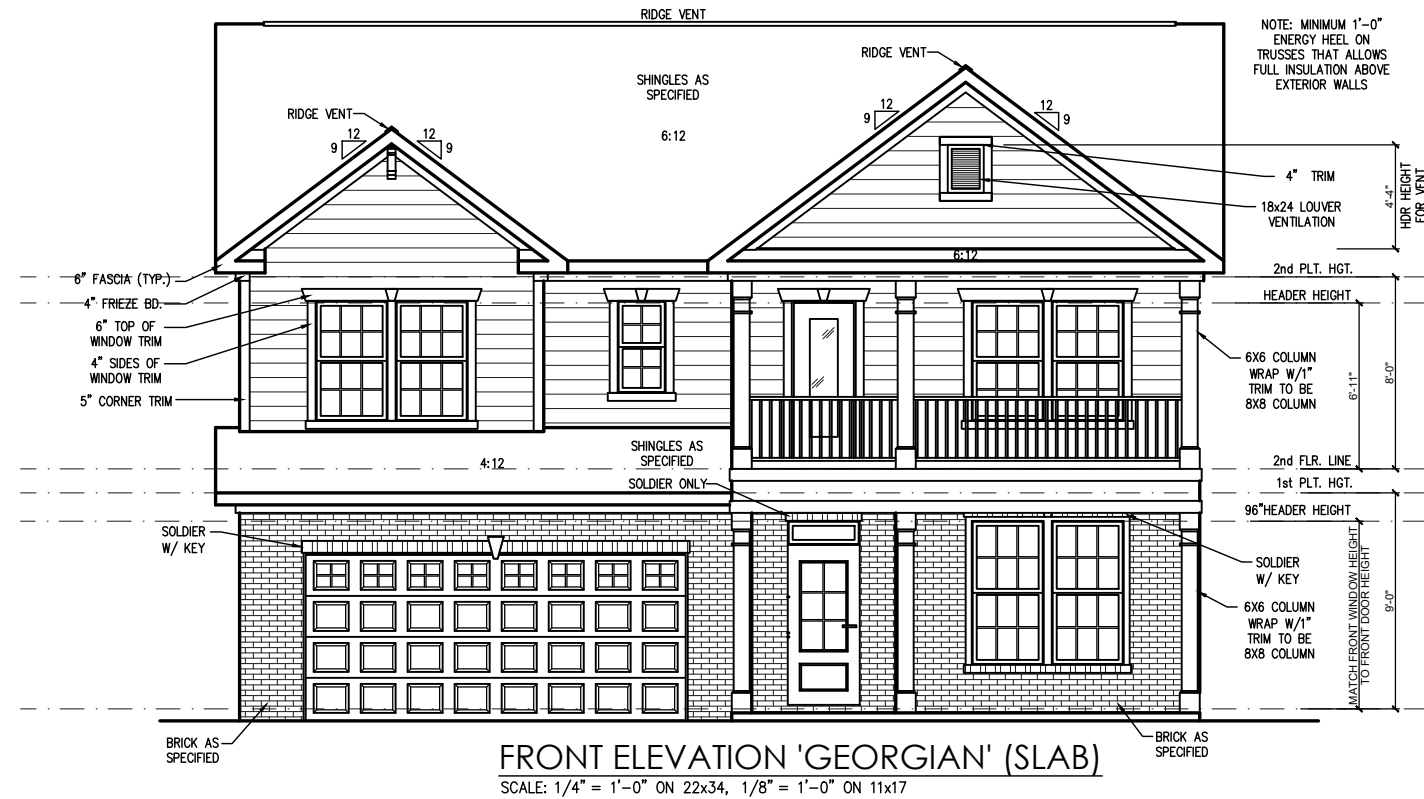 RIDGE VENT
NOTE: MINIMUM 1'-0"
ENERGY HEEL ON
TRUSSES THAT ALLOWS
FULL INSULATION ABOVE
EXTERIOR WALLS
RIDGE VENT
SHINGLES AS
SPECIFIED
6:12
RIDGE VENT
12
9
12
9
12
9
12
9
4" TRIM
18x24 LOUVER
VENTILATION
4'-4"
HDR HEIGHT
FOR VENT
6:12
6" FASCIA (TYP.)
4" FRIEZE BD.
6" TOP OF
WINDOW TRIM
4" SIDES OF
WINDOW TRIM
5" CORNER TRIM
2nd PLT. HGT.
HEADER HEIGHT
6X6 COLUMN
WRAP W/1"
TRIM TO BE
8X8 COLUMN
6'-11"
8'-0"
2nd FLR. LINE
1st PLT. HGT.
96"HEADER HEIGHT
4:12
SHINGLES AS
SPECIFIED
SOLDIER ONLY
SOLDIER
W/ KEY
SOLDIER
W/ KEY
6X6 COLUMN
WRAP W/1"
TRIM TO BE
8X8 COLUMN
MATCH FRONT WINDOW HEIGHT
TO FRONT DOOR HEIGHT
9'-0"
BRICK AS
SPECIFIED
BRICK AS
SPECIFIED
FRONT ELEVATION 'GEORGIAN' (SLAB)
SCALE: 1/4" = 1'-0" ON 22x34, 1/8" = 1'-0" ON 11x17